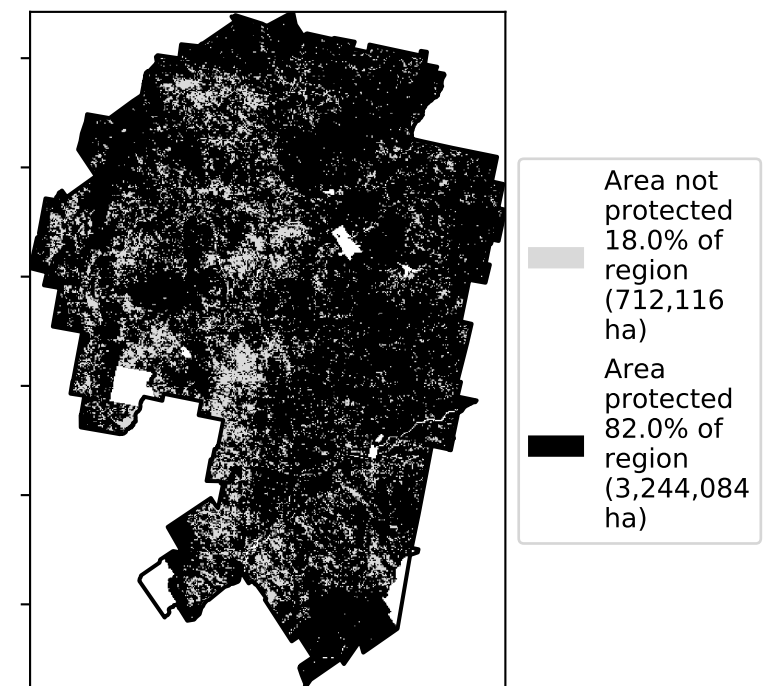 Area not
protected
18.0% of
region
(712,116
ha)
Area
protected
82.0% of
region
(3,244,084
ha)